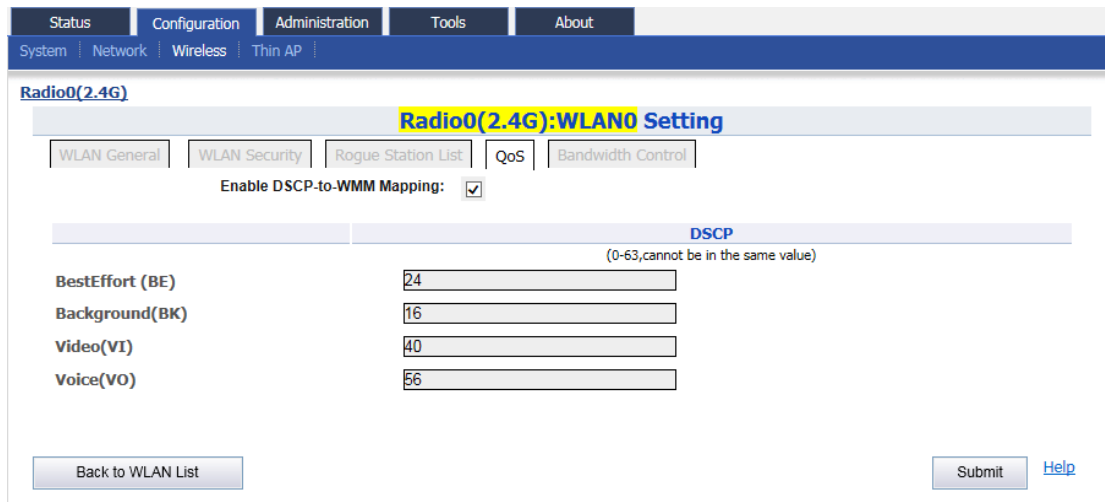 Status Configuration Administration Tools About
System Network Wireless Thin AP
Radio0(2.4G)
Radio0(2.4G):WLAN0 Setting
WLAN General WLAN Security Rogue Station List QoS Bandwidth Control
Enable DSCP-to-WMM Mapping:
DSCP
(0-63,cannot be in the same value)
BestEffort (BE) 24
Background(BK) 16
Video(VI) 40
Voice(VO) 56
Back to WLAN List Submit Help